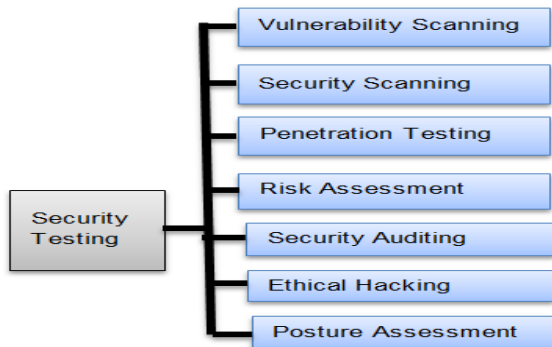 Vulnerability Scanning
Security Scanning
Penetration Testing
Risk Assessment
Security
Testing
Security Auditing
Ethical Hacking
Posture Assessment